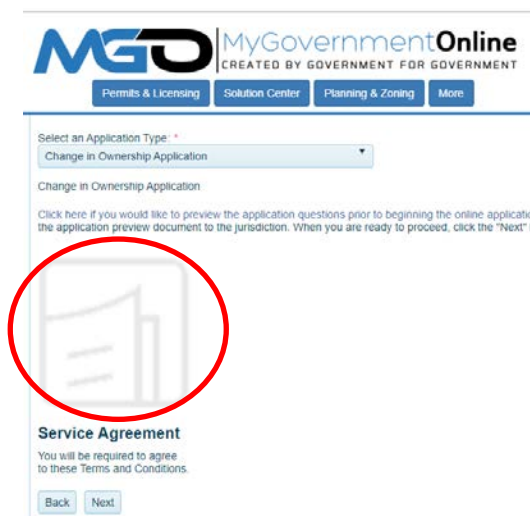 MGO MyGovernmentOnline
CREATED BY GOVERNMENT FOR GOVERNMENT
Permits & Licensing Solution Center Planning & Zoning More
Select an Application Type: *
Change in Ownership Application
Change in Ownership Application
Click here if you would like to preview the application questions prior to beginning the online
the application preview document to the jurisdiction. When you are ready to proceed, click the "Next"
Service Agreement
You will be required to agree
to these Terms and Conditions.
Back Next